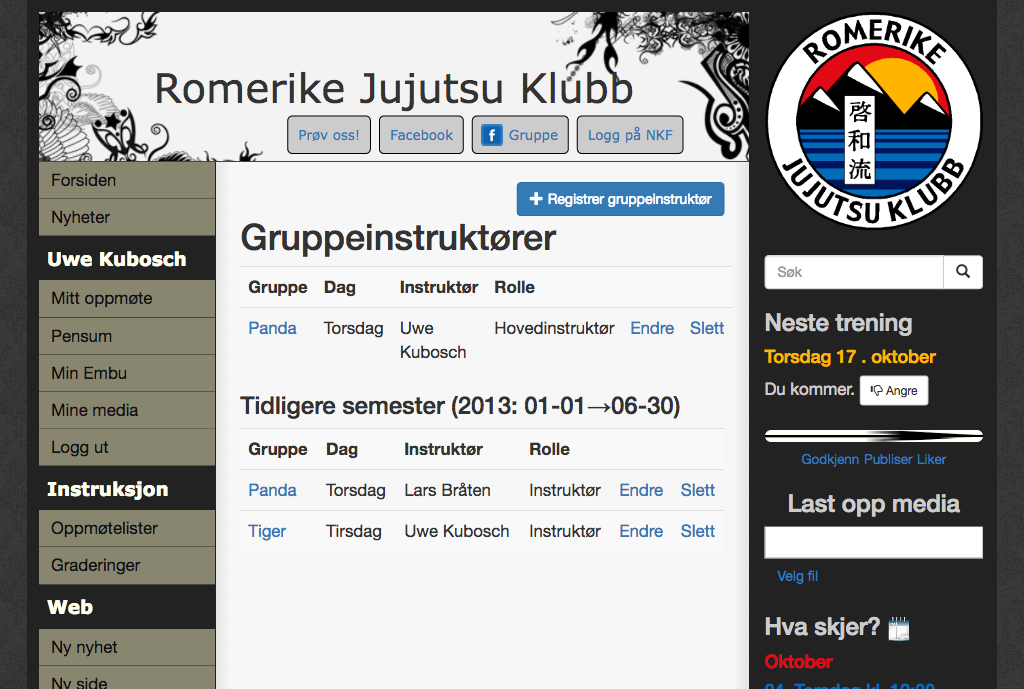 Romerike Jujutsu Klubb
Prøv oss! Facebook Gruppe Logg på NKF
Forsiden
Nyheter
Uwe Kubosch
Mitt oppmøte
Pensum
Min Embu
Mine media
Logg ut
Instruksjon
Oppmøtelister
Graderinger
Web
Ny nyhet
Ny side
Registrer gruppeinstruktør
Gruppeinstruktører
Gruppe Dag Instruktør Rolle
Panda Torsdag Uwe Kubosch Hovedinstruktør Endre Slett
Tidligere semester (2013: 01-01→06-30)
Gruppe Dag Instruktør Rolle
Panda Torsdag Lars Bråten Instruktør Endre Slett
Tiger Tirsdag Uwe Kubosch Instruktør Endre Slett
ROMERIKE
啓和流
JUJUTSU KLUBB
Søk
Neste trening
Torsdag 17 . oktober
Du kommer. Angre
Godkjenn Publiser Liker
Last opp media
Velg fil
Hva skjer?
Oktober